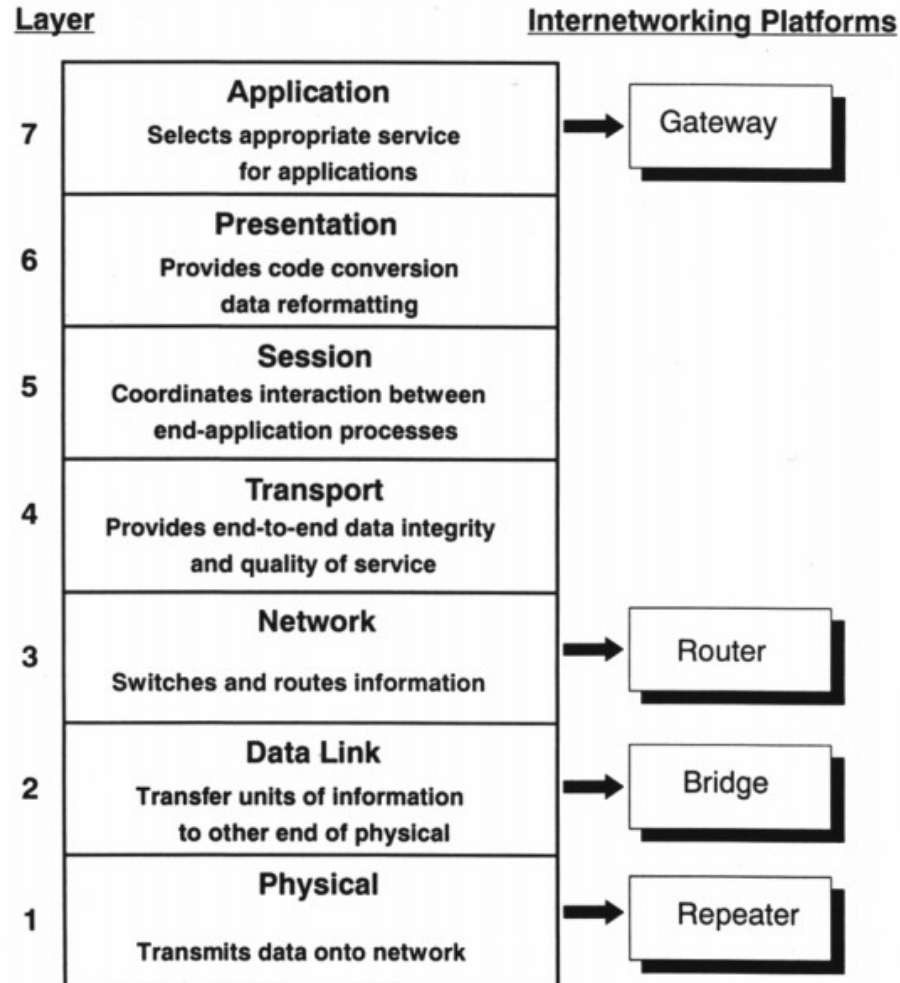 Layer
Internetworking Platforms
7
Application
Selects appropriate service
for applications
Gateway
6
Presentation
Provides code conversion
data reformatting
5
Session
Coordinates interaction between
end-application processes
4
Transport
Provides end-to-end data integrity
and quality of service
3
Network
Switches and routes information
Router
2
Data Link
Transfer units of information
to other end of physical
Bridge
1
Physical
Transmits data onto network
Repeater